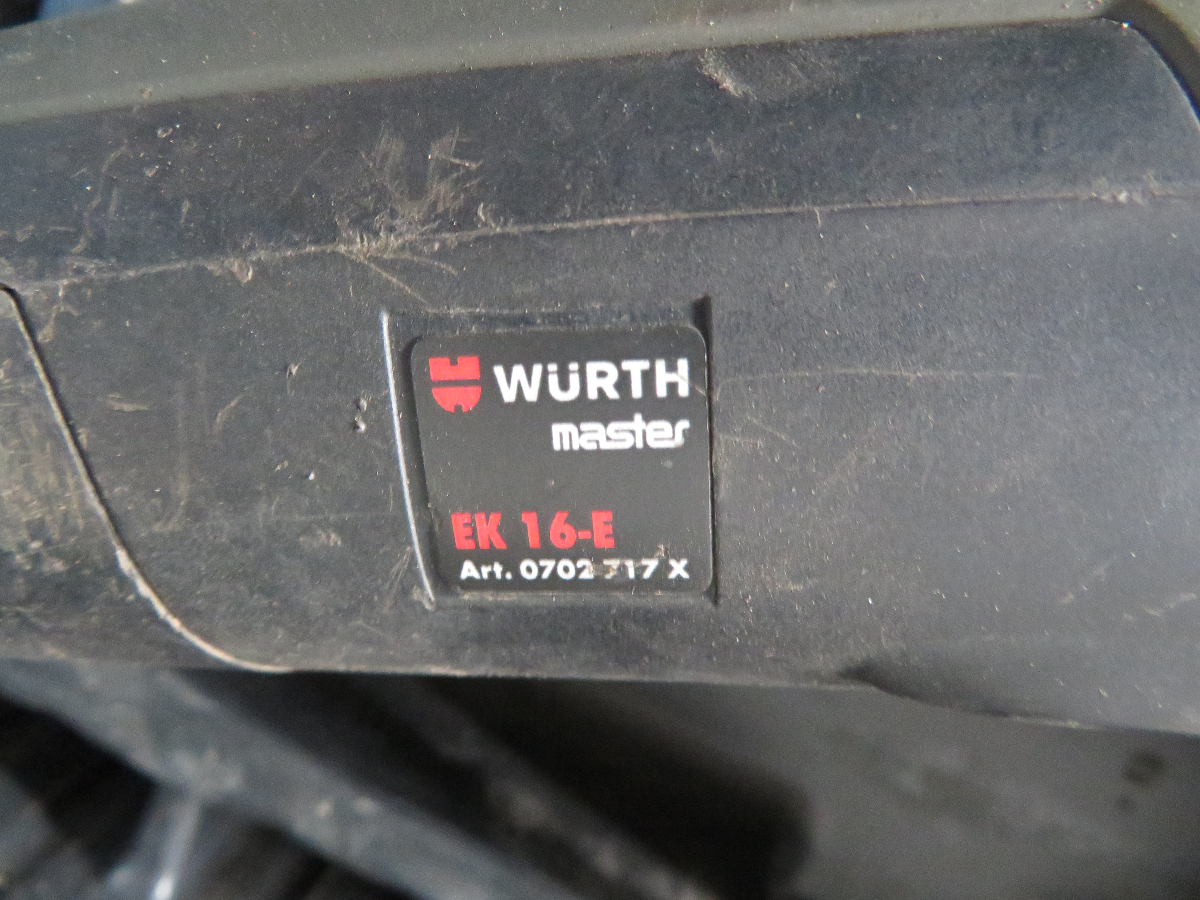 WÜRTH
master
EK 16-E
Art. 0702 717 X